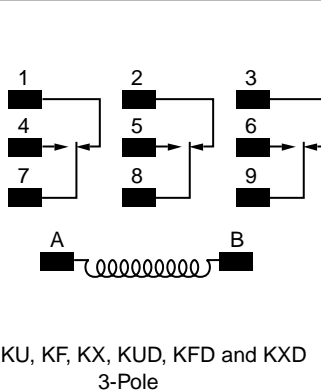 1 2 3
4 5 6
7 8 9
A B
KU, KF, KX, KUD, KFD and KXD
3-Pole